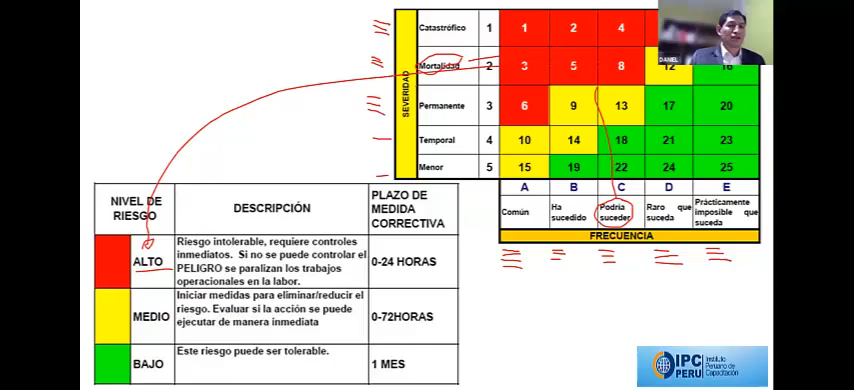 SEVERIDAD
Catastrófico 1 1 2 4
Mortalidad 2 3 5 8 12 16
Permanente 3 6 9 13 17 20
Temporal 4 10 14 18 21 23
Menor 5 15 19 22 24 25
A B C D E
Común
Ha sucedido
Podría suceder
Raro que suceda
Prácticamente imposible que suceda
FRECUENCIA
DANIEL
NIVEL DE RIESGO
DESCRIPCIÓN
PLAZO DE MEDIDA CORRECTIVA
ALTO
Riesgo intolerable, requiere controles
inmediatos. Si no se puede controlar el
PELIGRO se paralizan los trabajos
operacionales en la labor.
0-24 HORAS
MEDIO
Iniciar medidas para eliminar/reducir el
riesgo. Evaluar si la acción se puede
ejecutar de manera inmediata
0-72HORAS
BAJO
Este riesgo puede ser tolerable.
1 MES
IPC
PERU
Instituto
Peruano de
Capacitación